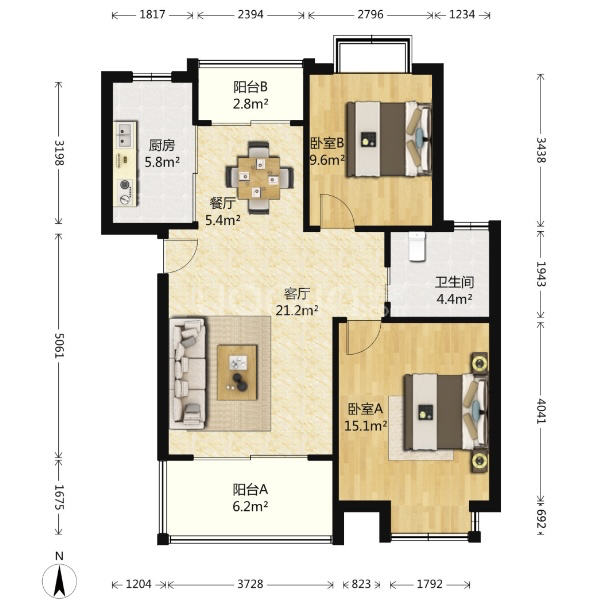 1817 2394 2796 1234
阳台B
2.8m²
厨房
5.8m²
卧室B
9.6m²
餐厅
5.4m²
3198
3438
1943
5061
4041
客厅
21.2m²
卫生间
4.4m²
卧室A
15.1m²
阳台A
6.2m²
1675
692
N
1204 3728 823 1792